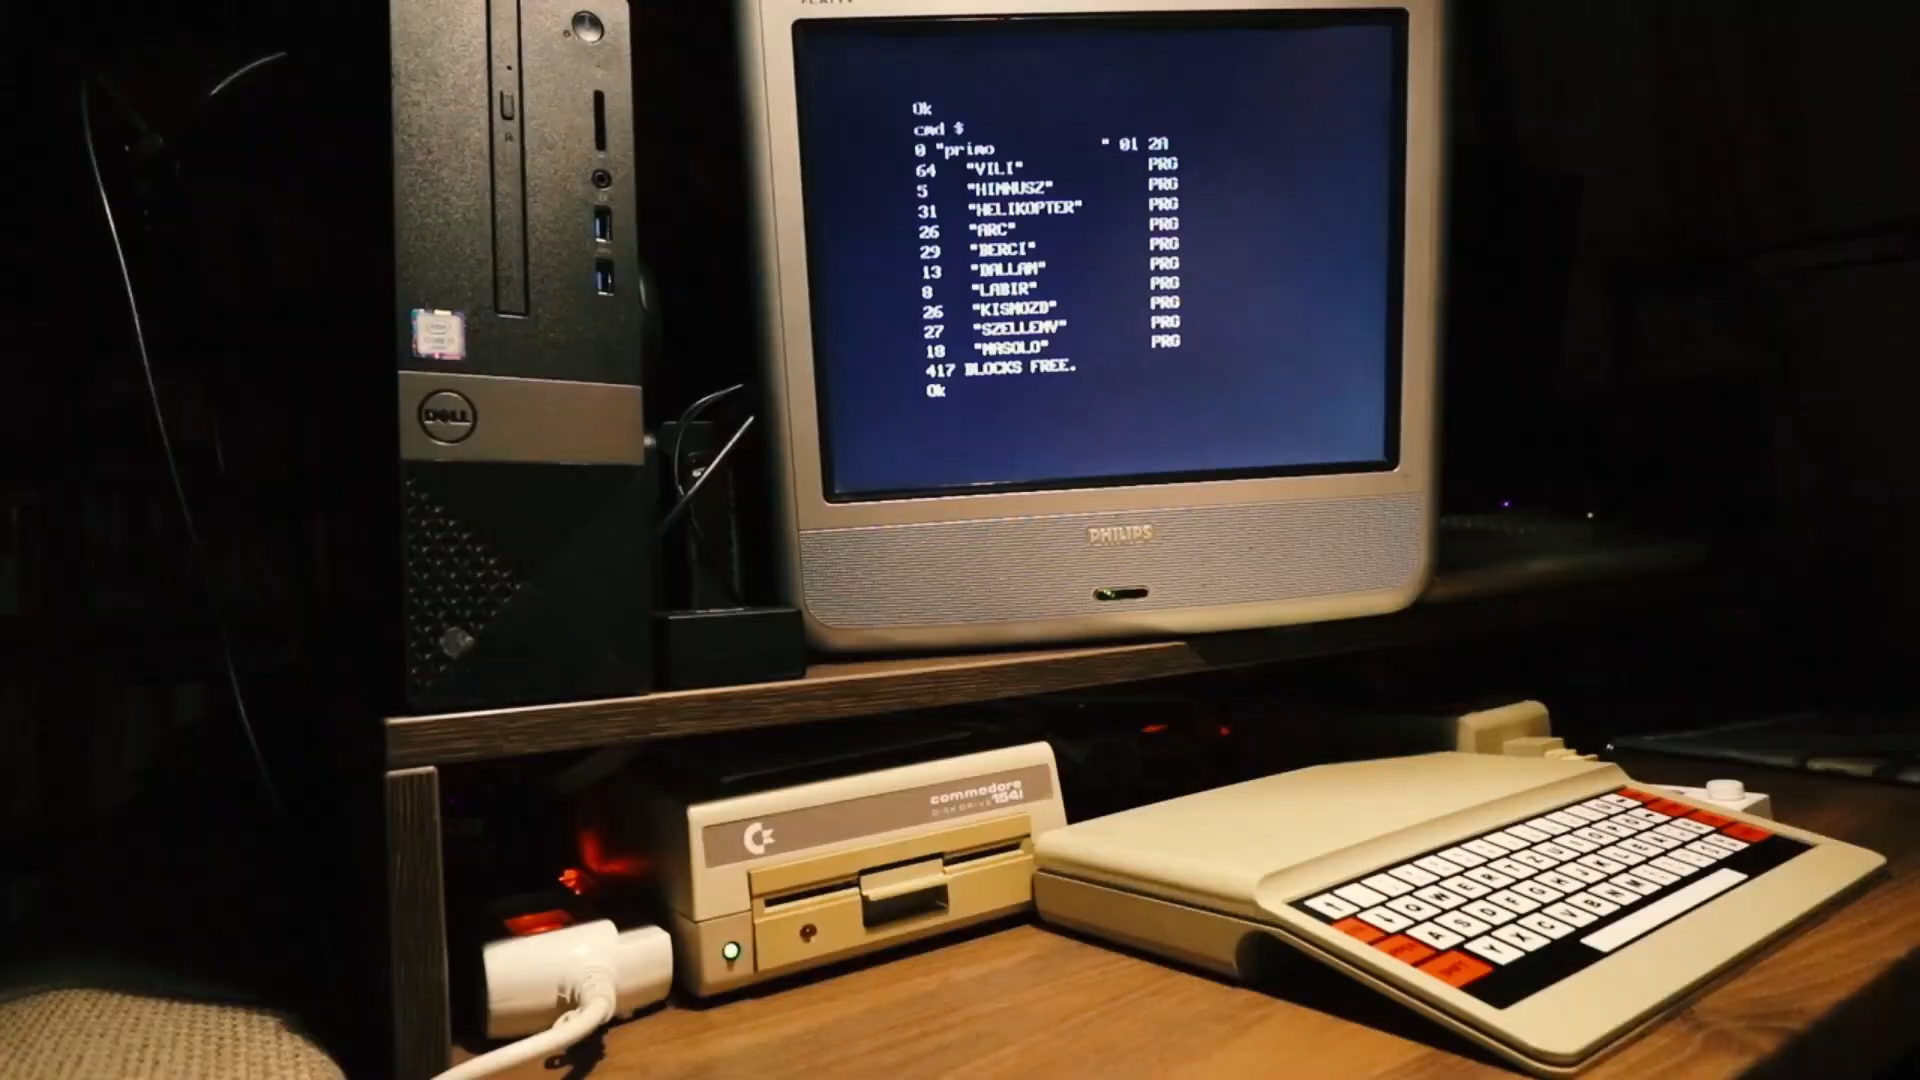 Ok
cmd $
0 "primo " 01 2A
64 "VILI" PRG
5 "HIMNUSZ" PRG
31 "HELIKOPTER" PRG
26 "ARC" PRG
29 "BERCI" PRG
13 "DALLAM" PRG
8 "LABIR" PRG
26 "KISMOZD" PRG
27 "SZELLEMV" PRG
18 "MASOLO" PRG
417 BLOCKS FREE.
Ok
DELL
PHILIPS
commodore
DISK DRIVE 1541
Q W E R T Z U I O P
A S D F G H J K L
Y X C V B N M